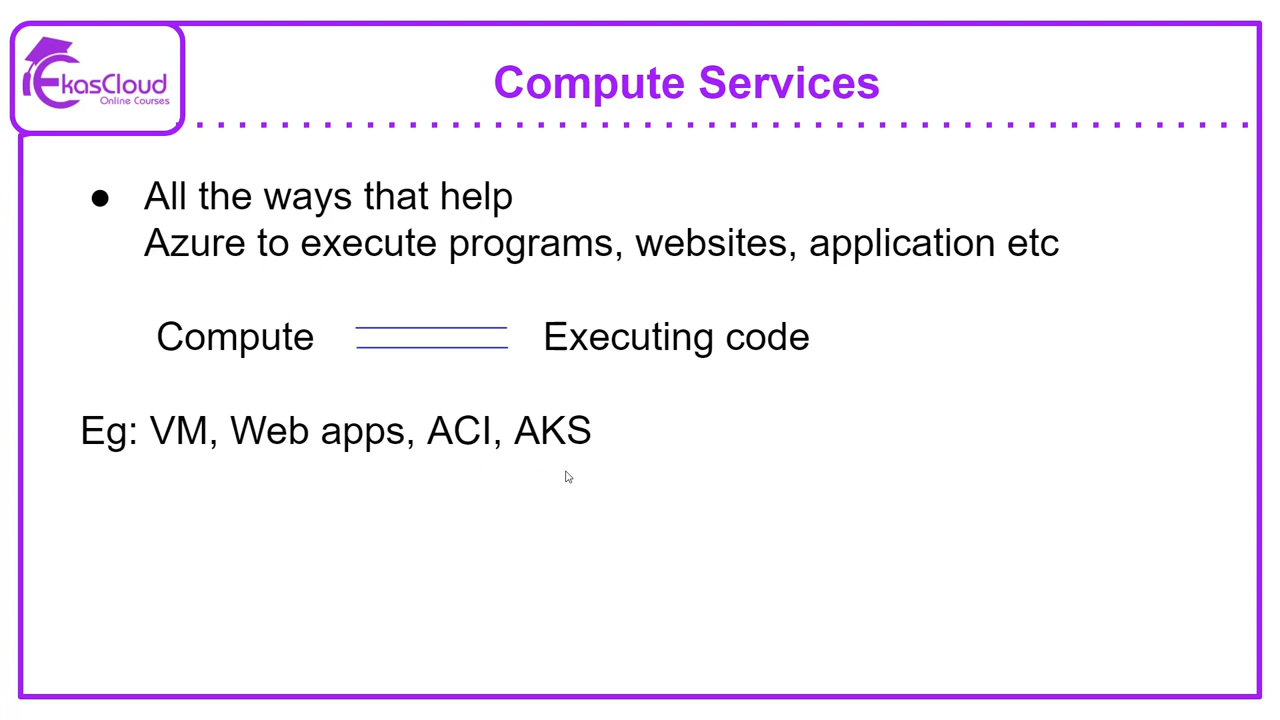 EkasCloud
Online Courses
Compute Services
● All the ways that help
Azure to execute programs, websites, application etc
Compute Executing code
Eg: VM, Web apps, ACI, AKS